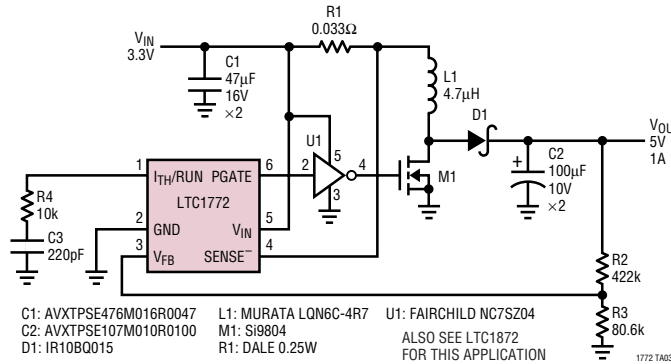 R1
0.033Ω
VIN
3.3V
C1
47µF
16V
×2
L1
4.7µH
D1
VOU
5V
1A
U1
5
2
4
3
M1
+
C2
100µF
10V
×2
1
ITH/RUN PGATE
6
LTC1772
R4
10k
2
GND
VIN
5
3
VFB
SENSE–
4
C3
220pF
R2
422k
R3
80.6k
C1: AVXTPSE476M016R0047
L1: MURATA LQN6C-4R7
U1: FAIRCHILD NC7SZ04
C2: AVXTPSE107M010R0100
M1: Si9804
D1: IR10BQ015
R1: DALE 0.25W
ALSO SEE LTC1872
FOR THIS APPLICATION